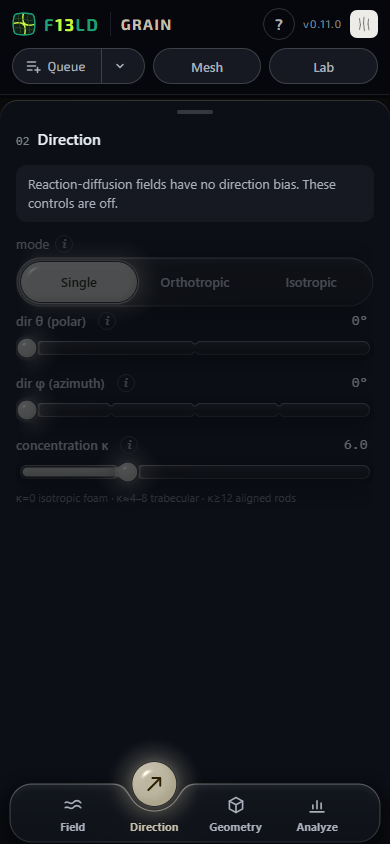 F13LD GRAIN ? v0.11.0
Queue Mesh Lab
02 Direction
Reaction-diffusion fields have no direction bias. These
controls are off.
mode i
Single Orthotropic Isotropic
dir θ (polar) i 0°
dir φ (azimuth) i 0°
concentration κ i 6.0
κ=0 isotropic foam · κ≈4–8 trabecular · κ≥12 aligned rods
Field Direction Geometry Analyze